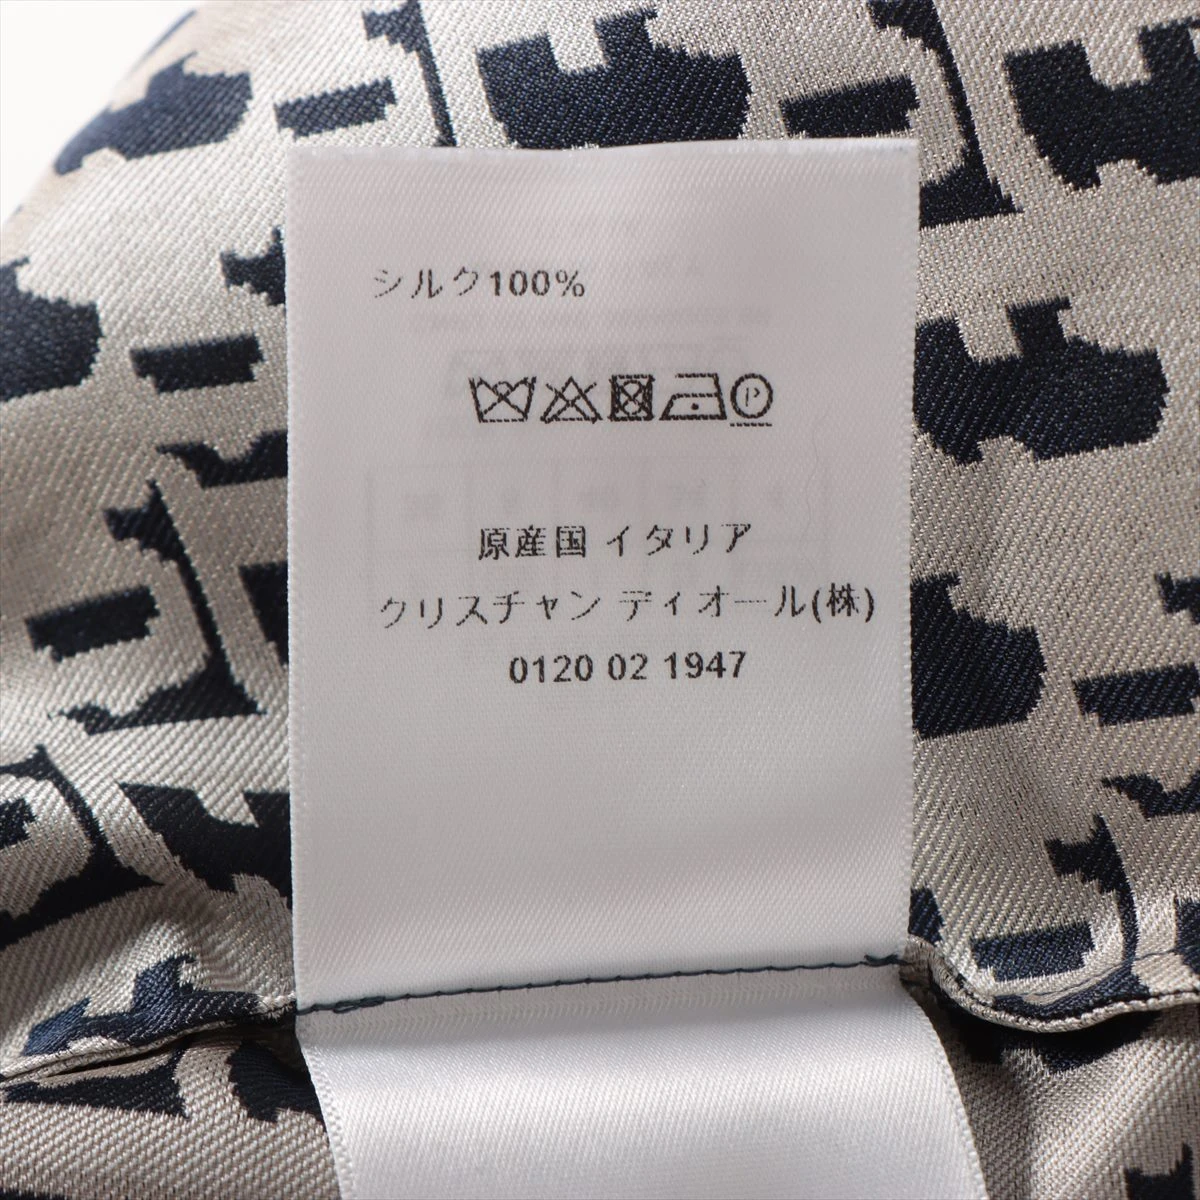 シルク100%
P
原産国 イタリア
クリスチャン ディオール(株)
0120 02 1947